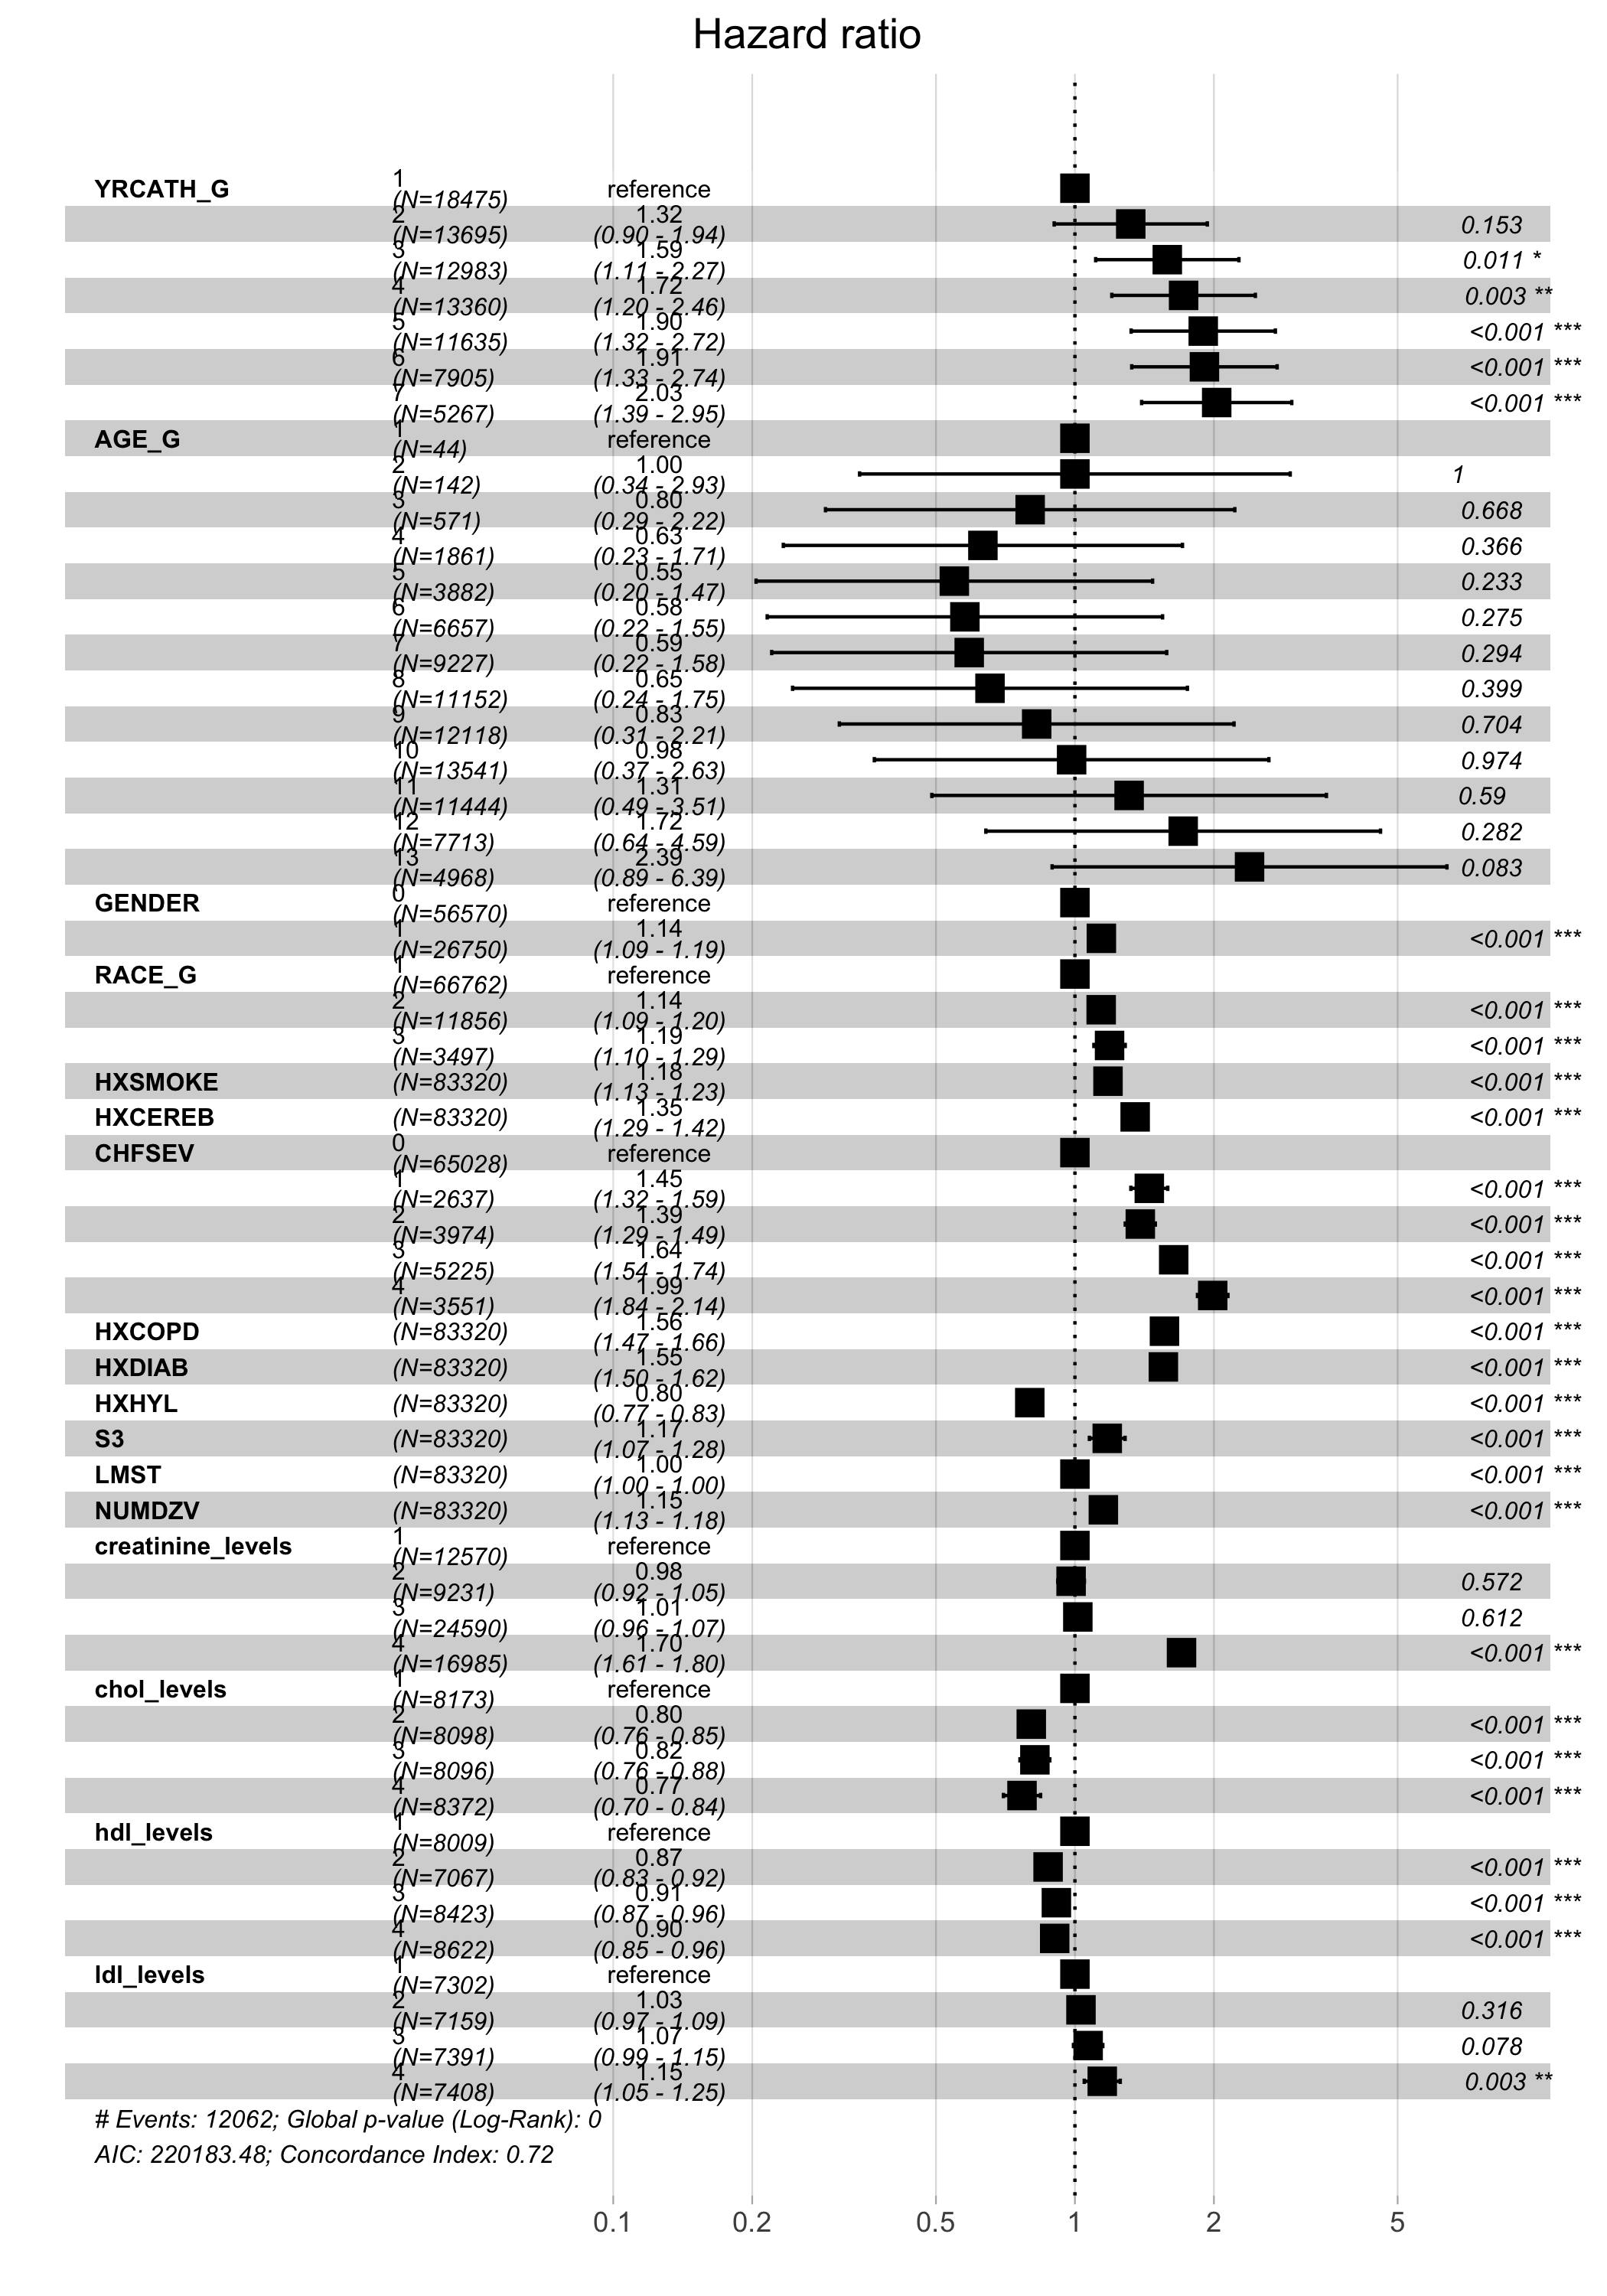 Hazard ratio
YRCATH_G 1 (N=18475) reference
2 (N=13695) 1.32 (0.90 - 1.94) 0.153
3 (N=12983) 1.59 (1.11 - 2.27) 0.011 *
4 (N=13360) 1.72 (1.20 - 2.46) 0.003 **
5 (N=11635) 1.90 (1.32 - 2.72) <0.001 ***
6 (N=7905) 1.91 (1.33 - 2.74) <0.001 ***
7 (N=5267) 2.03 (1.39 - 2.95) <0.001 ***
AGE_G 1 (N=44) reference
2 (N=142) 1.00 (0.34 - 2.93) 1
3 (N=571) 0.80 (0.29 - 2.22) 0.668
4 (N=1861) 0.63 (0.23 - 1.71) 0.366
5 (N=3882) 0.55 (0.20 - 1.47) 0.233
6 (N=6657) 0.58 (0.22 - 1.55) 0.275
7 (N=9227) 0.59 (0.22 - 1.58) 0.294
8 (N=11152) 0.65 (0.24 - 1.75) 0.399
9 (N=12118) 0.83 (0.31 - 2.21) 0.704
10 (N=13541) 0.98 (0.37 - 2.63) 0.974
11 (N=11444) 1.31 (0.49 - 3.51) 0.59
12 (N=7713) 1.72 (0.64 - 4.59) 0.282
13 (N=4968) 2.39 (0.89 - 6.39) 0.083
GENDER 0 (N=56570) reference
1 (N=26750) 1.14 (1.09 - 1.19) <0.001 ***
RACE_G 1 (N=66762) reference
2 (N=11856) 1.14 (1.09 - 1.20) <0.001 ***
3 (N=3497) 1.19 (1.10 - 1.29) <0.001 ***
HXSMOKE (N=83320) 1.18 (1.13 - 1.23) <0.001 ***
HXCEREB (N=83320) 1.35 (1.29 - 1.42) <0.001 ***
CHFSEV 0 (N=65028) reference
1 (N=2637) 1.45 (1.32 - 1.59) <0.001 ***
2 (N=3974) 1.39 (1.29 - 1.49) <0.001 ***
3 (N=5225) 1.64 (1.54 - 1.74) <0.001 ***
4 (N=3551) 1.99 (1.84 - 2.14) <0.001 ***
HXCOPD (N=83320) 1.56 (1.47 - 1.66) <0.001 ***
HXDIAB (N=83320) 1.55 (1.50 - 1.62) <0.001 ***
HXHYL (N=83320) 0.80 (0.77 - 0.83) <0.001 ***
S3 (N=83320) 1.17 (1.07 - 1.28) <0.001 ***
LMST (N=83320) 1.00 (1.00 - 1.00) <0.001 ***
NUMDZV (N=83320) 1.15 (1.13 - 1.18) <0.001 ***
creatinine_levels 1 (N=12570) reference
2 (N=9231) 0.98 (0.92 - 1.05) 0.572
3 (N=24590) 1.01 (0.96 - 1.07) 0.612
4 (N=16985) 1.70 (1.61 - 1.80) <0.001 ***
chol_levels 1 (N=8173) reference
2 (N=8098) 0.80 (0.76 - 0.85) <0.001 ***
3 (N=8096) 0.82 (0.76 - 0.88) <0.001 ***
4 (N=8372) 0.77 (0.70 - 0.84) <0.001 ***
hdl_levels 1 (N=8009) reference
2 (N=7067) 0.87 (0.83 - 0.92) <0.001 ***
3 (N=8423) 0.91 (0.87 - 0.96) <0.001 ***
4 (N=8622) 0.90 (0.85 - 0.96) <0.001 ***
ldl_levels 1 (N=7302) reference
2 (N=7159) 1.03 (0.97 - 1.09) 0.316
3 (N=7391) 1.07 (0.99 - 1.15) 0.078
4 (N=7408) 1.15 (1.05 - 1.25) 0.003 **
# Events: 12062; Global p-value (Log-Rank): 0
AIC: 220183.48; Concordance Index: 0.72
0.1 0.2 0.5 1 2 5